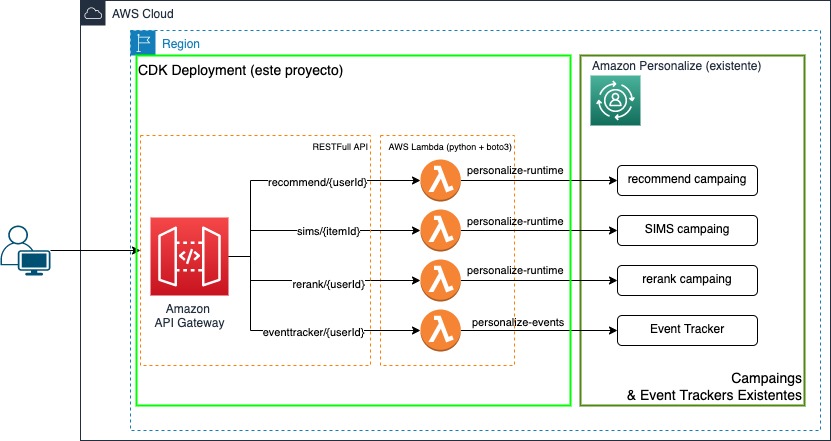 AWS Cloud
Region
CDK Deployment (este proyecto)
Amazon Personalize (existente)
RESTFull API
AWS Lambda (python + boto3)
recommend/{userId}
personalize-runtime
recommend campaing
sims/{itemId}
personalize-runtime
SIMS campaing
rerank/{userId}
personalize-runtime
rerank campaing
eventtracker/{userId}
personalize-events
Event Tracker
</>
Amazon
API Gateway
Campaings
& Event Trackers Existentes